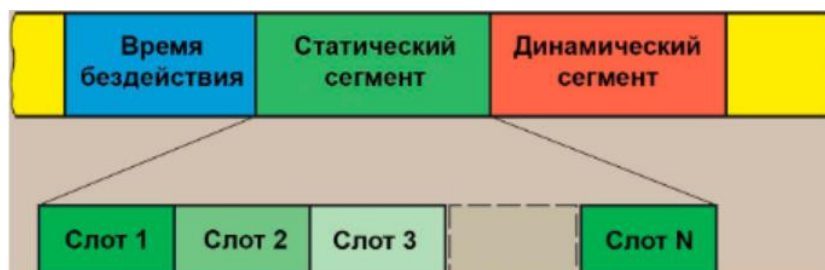 Время
бездействия
Статический
сегмент
Динамический
сегмент
Слот 1
Слот 2
Слот 3
Слот N